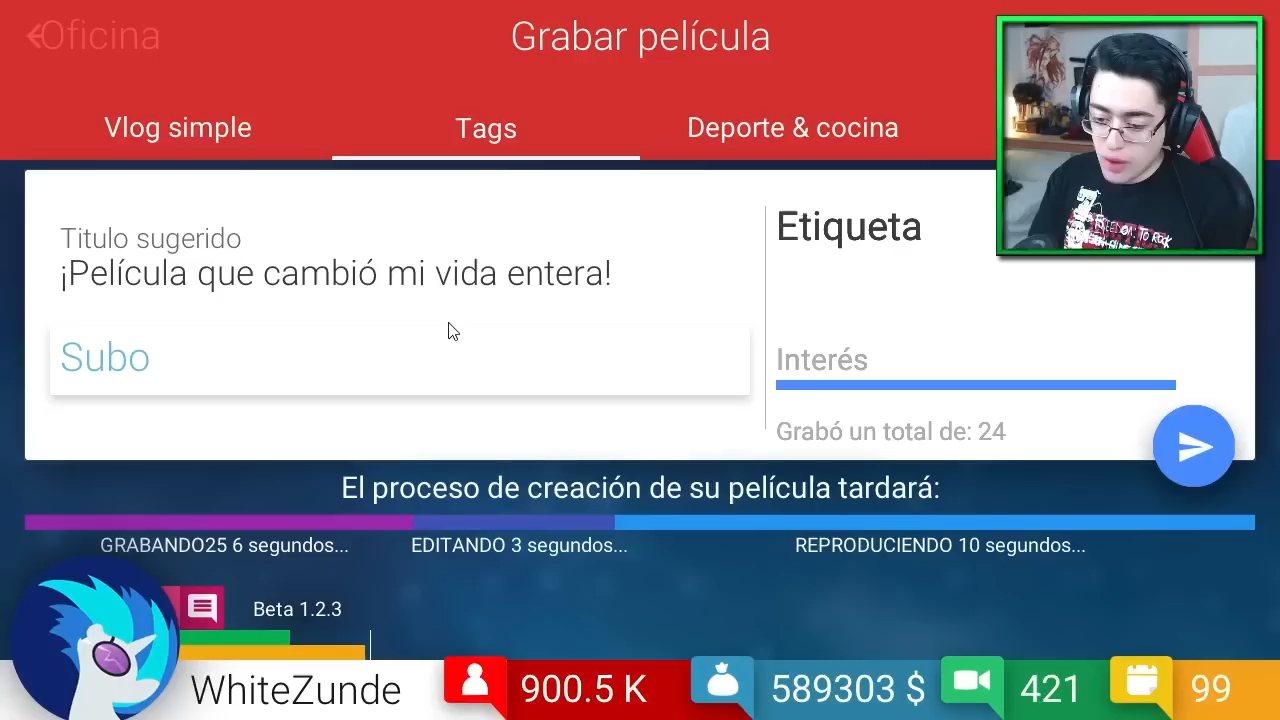 Oficina
Grabar película
Vlog simple
Tags
Deporte & cocina
Titulo sugerido
¡Película que cambió mi vida entera!
Subo
Etiqueta
Interés
Grabó un total de: 24
El proceso de creación de su película tardará:
GRABANDO25 6 segundos...
EDITANDO 3 segundos...
REPRODUCIENDO 10 segundos...
Beta 1.2.3
WhiteZunde
900.5 K
589303 $
421
99